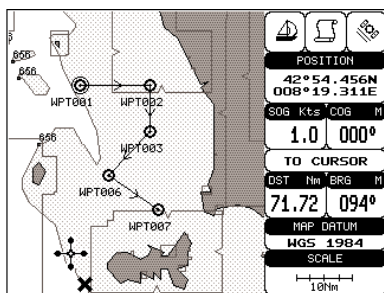 656
656
WPT001 WPT002
WPT003
656
WPT006
WPT007
POSITION
42°54.456N
008°19.311E
SOG Kts COG M
1.0 000°
TO CURSOR
DST Nm BRG M
71.72 094°
MAP DATUM
WGS 1984
SCALE
10Nm